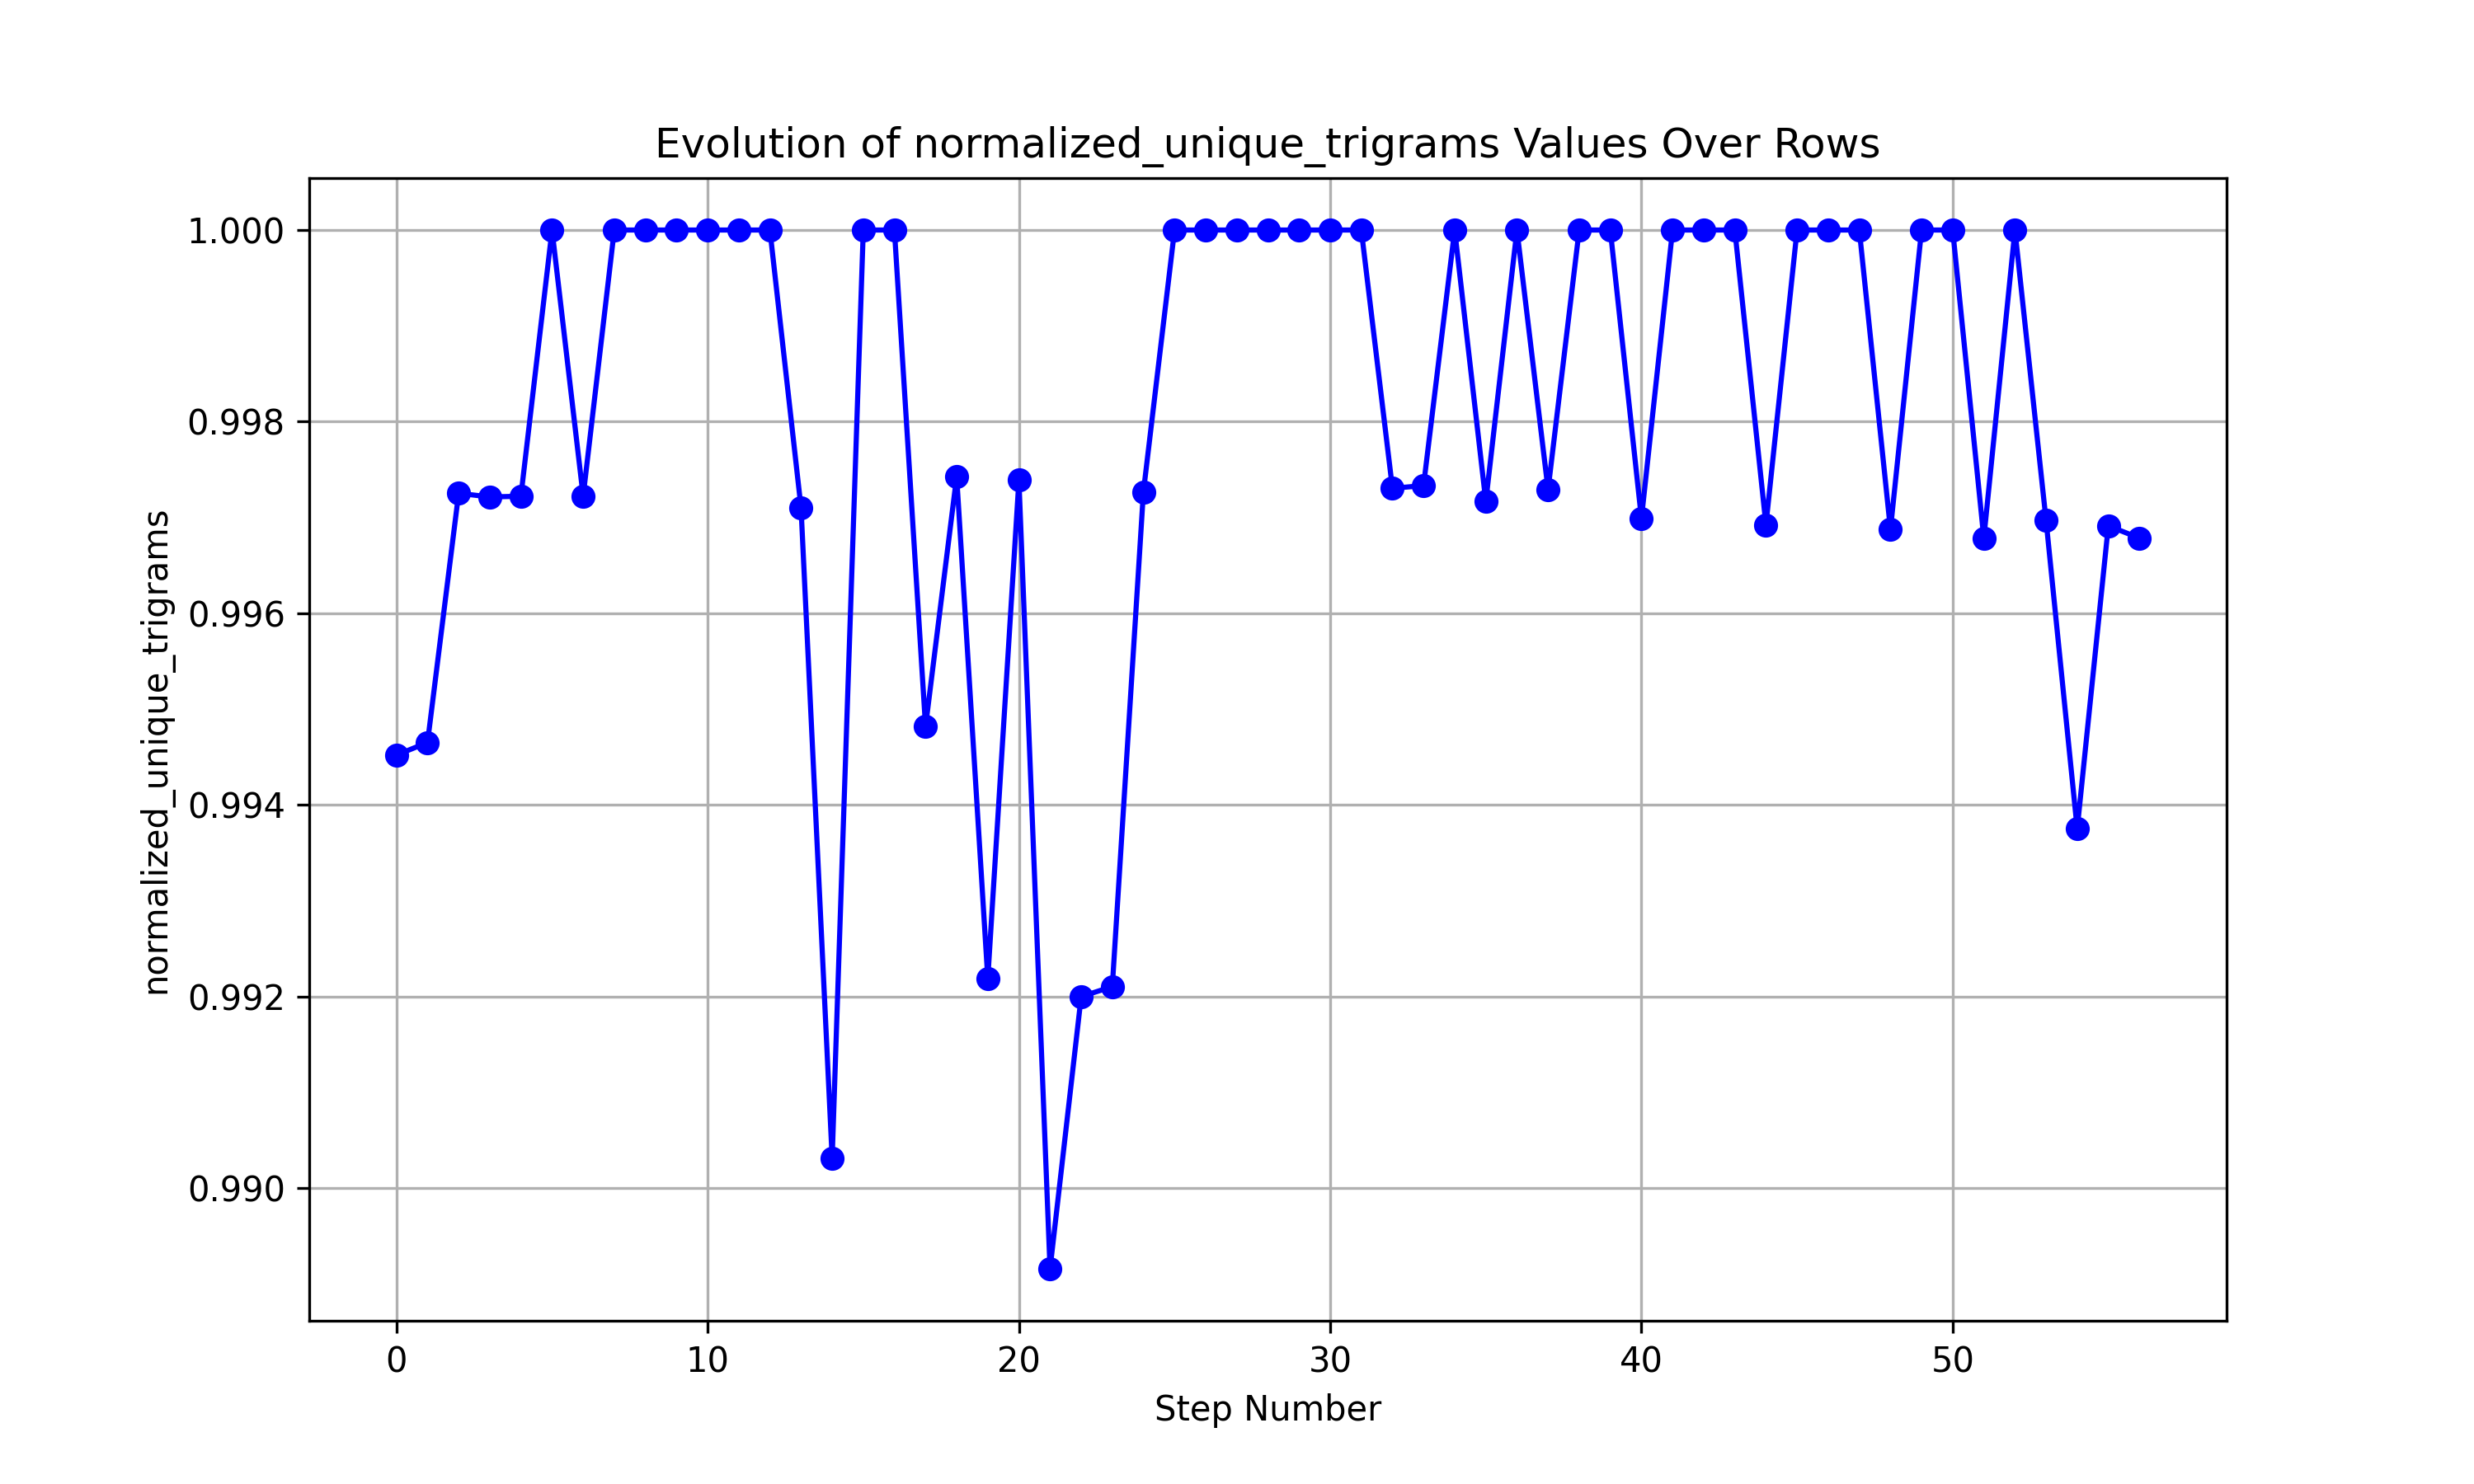 Evolution of normalized_unique_trigrams Values Over Rows
normalized_unique_trigrams
1.000
0.998
0.996
0.994
0.992
0.990
0 10 20 30 40 50
Step Number